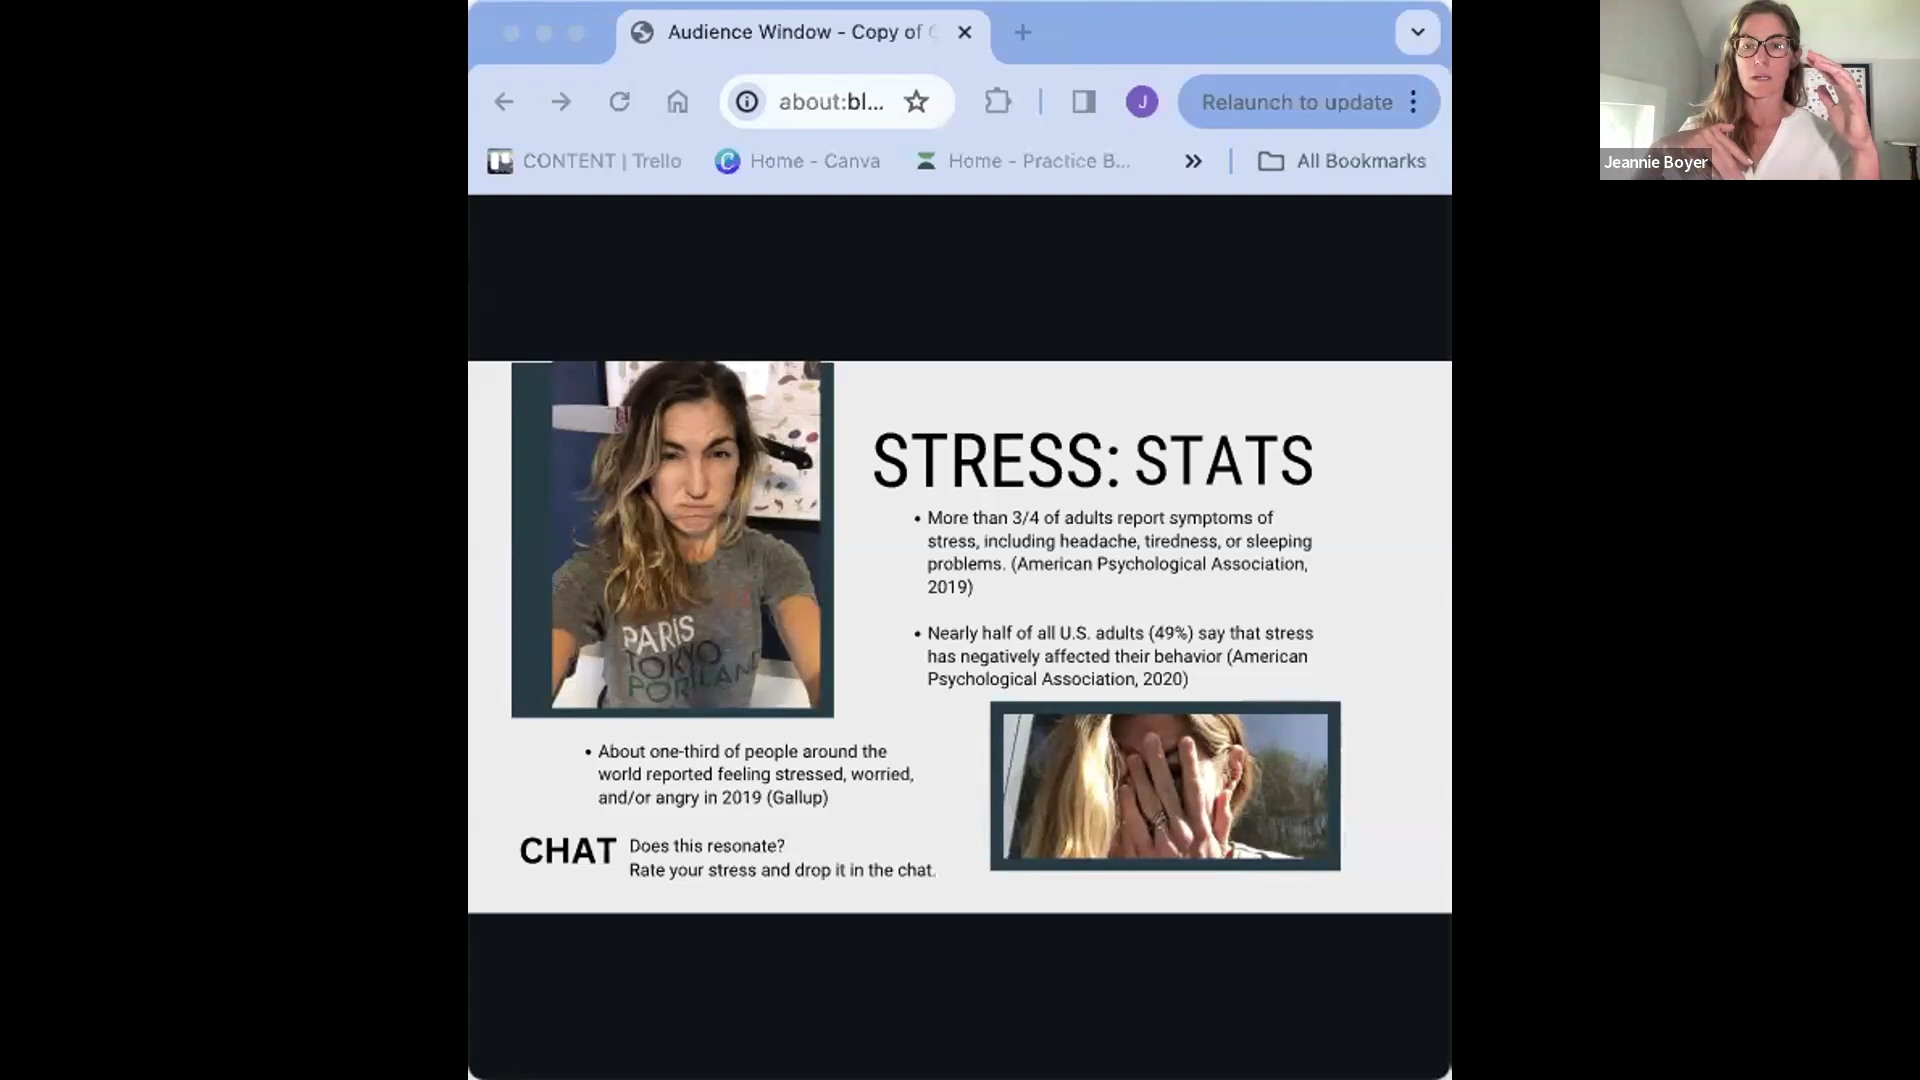 Audience Window - Copy of
about:bl...
J
Relaunch to update
CONTENT | Trello
Home - Canva
Home - Practice B...
All Bookmarks
Jeannie Boyer
STRESS: STATS
• More than 3/4 of adults report symptoms of
stress, including headache, tiredness, or sleeping
problems. (American Psychological Association,
2019)
• Nearly half of all U.S. adults (49%) say that stress
has negatively affected their behavior (American
Psychological Association, 2020)
PARIS
TOKYO
PORTLAND
• About one-third of people around the
world reported feeling stressed, worried,
and/or angry in 2019 (Gallup)
CHAT
Does this resonate?
Rate your stress and drop it in the chat.